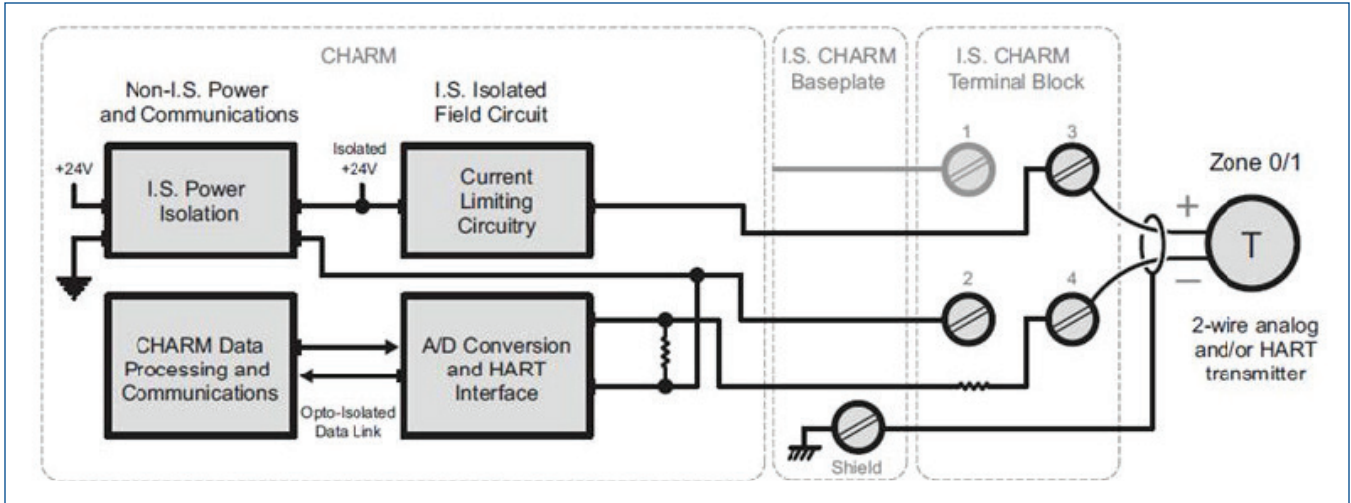 CHARM
I.S. CHARM
Baseplate
I.S. CHARM
Terminal Block
Non-I.S. Power
and Communications
I.S. Isolated
Field Circuit
+24V
I.S. Power
Isolation
Isolated
+24V
Current
Limiting
Circuitry
1
3
Zone 0/1
+
T
−
2
4
2-wire analog
and/or HART
transmitter
CHARM Data
Processing and
Communications
Opto-Isolated
Data Link
A/D Conversion
and HART
Interface
Shield